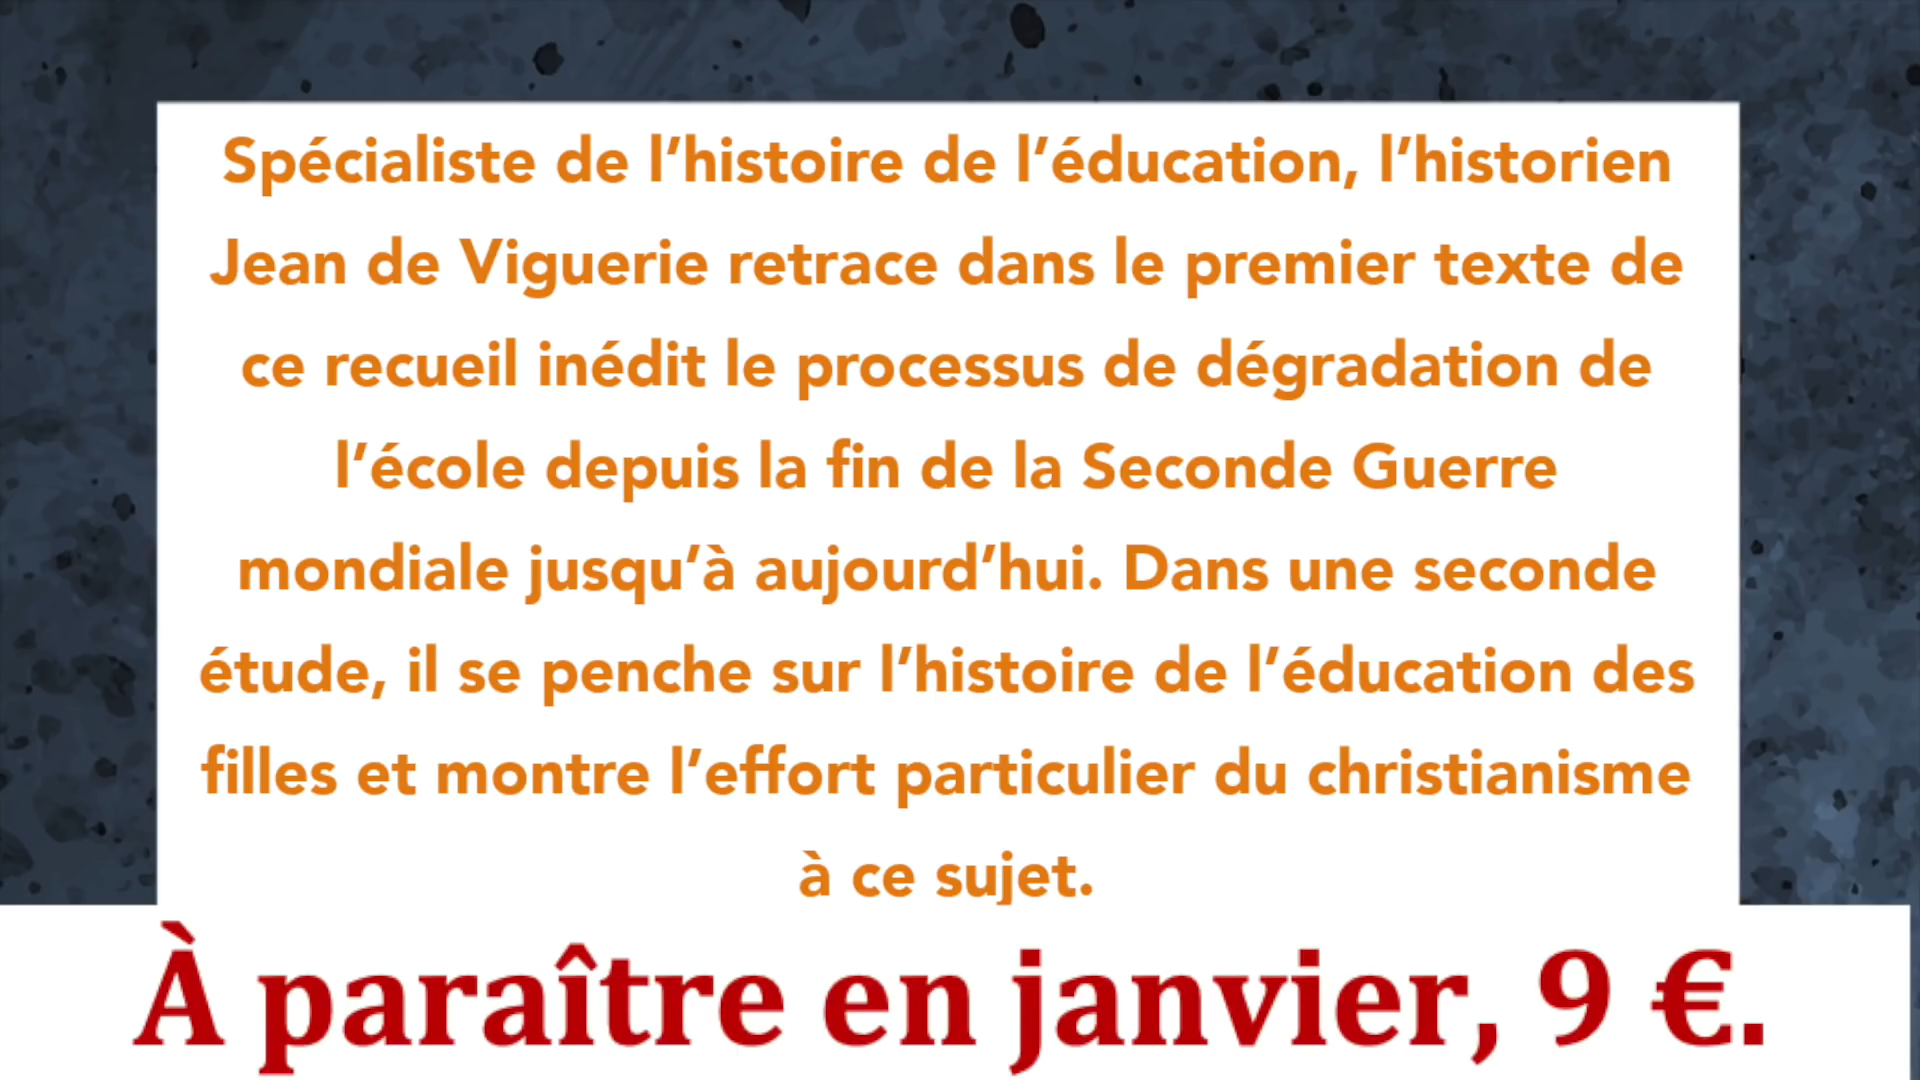 Spécialiste de l’histoire de l’éducation, l’historien
Jean de Viguerie retrace dans le premier texte de
ce recueil inédit le processus de dégradation de
l’école depuis la fin de la Seconde Guerre
mondiale jusqu’à aujourd’hui. Dans une seconde
étude, il se penche sur l’histoire de l’éducation des
filles et montre l’effort particulier du christianisme
à ce sujet.
À paraître en janvier, 9 €.